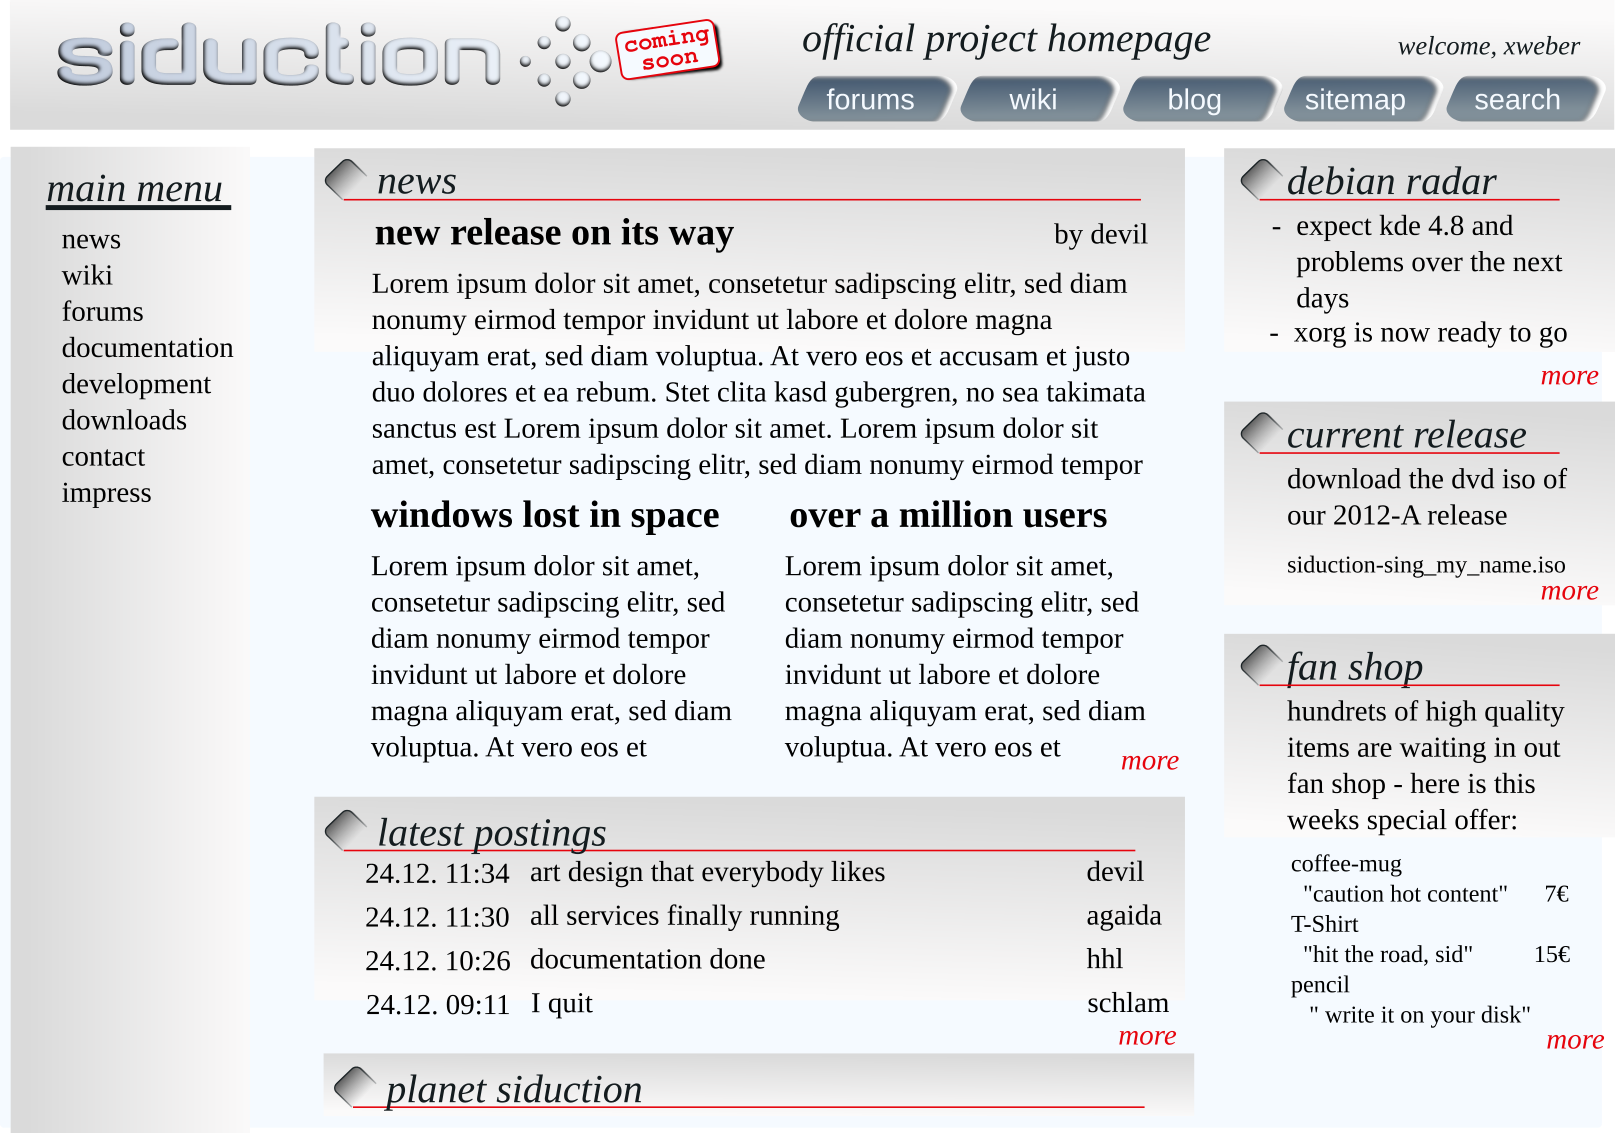 siduction
coming
soon
official project homepage
welcome, xweber
forums wiki blog sitemap search
main menu
news
wiki
forums
documentation
development
downloads
contact
impress
news
new release on its way by devil
Lorem ipsum dolor sit amet, consetetur sadipscing elitr, sed diam
nonumy eirmod tempor invidunt ut labore et dolore magna
aliquyam erat, sed diam voluptua. At vero eos et accusam et justo
duo dolores et ea rebum. Stet clita kasd gubergren, no sea takimata
sanctus est Lorem ipsum dolor sit amet. Lorem ipsum dolor sit
amet, consetetur sadipscing elitr, sed diam nonumy eirmod tempor
windows lost in space
Lorem ipsum dolor sit amet,
consetetur sadipscing elitr, sed
diam nonumy eirmod tempor
invidunt ut labore et dolore
magna aliquyam erat, sed diam
voluptua. At vero eos et
over a million users
Lorem ipsum dolor sit amet,
consetetur sadipscing elitr, sed
diam nonumy eirmod tempor
invidunt ut labore et dolore
magna aliquyam erat, sed diam
voluptua. At vero eos et
more
latest postings
24.12. 11:34 art design that everybody likes devil
24.12. 11:30 all services finally running agaida
24.12. 10:26 documentation done hhl
24.12. 09:11 I quit schlam
more
planet siduction
debian radar
- expect kde 4.8 and
problems over the next
days
- xorg is now ready to go
more
current release
download the dvd iso of
our 2012-A release
siduction-sing_my_name.iso
more
fan shop
hundrets of high quality
items are waiting in out
fan shop - here is this
weeks special offer:
coffee-mug
"caution hot content" 7€
T-Shirt
"hit the road, sid" 15€
pencil
" write it on your disk"
more